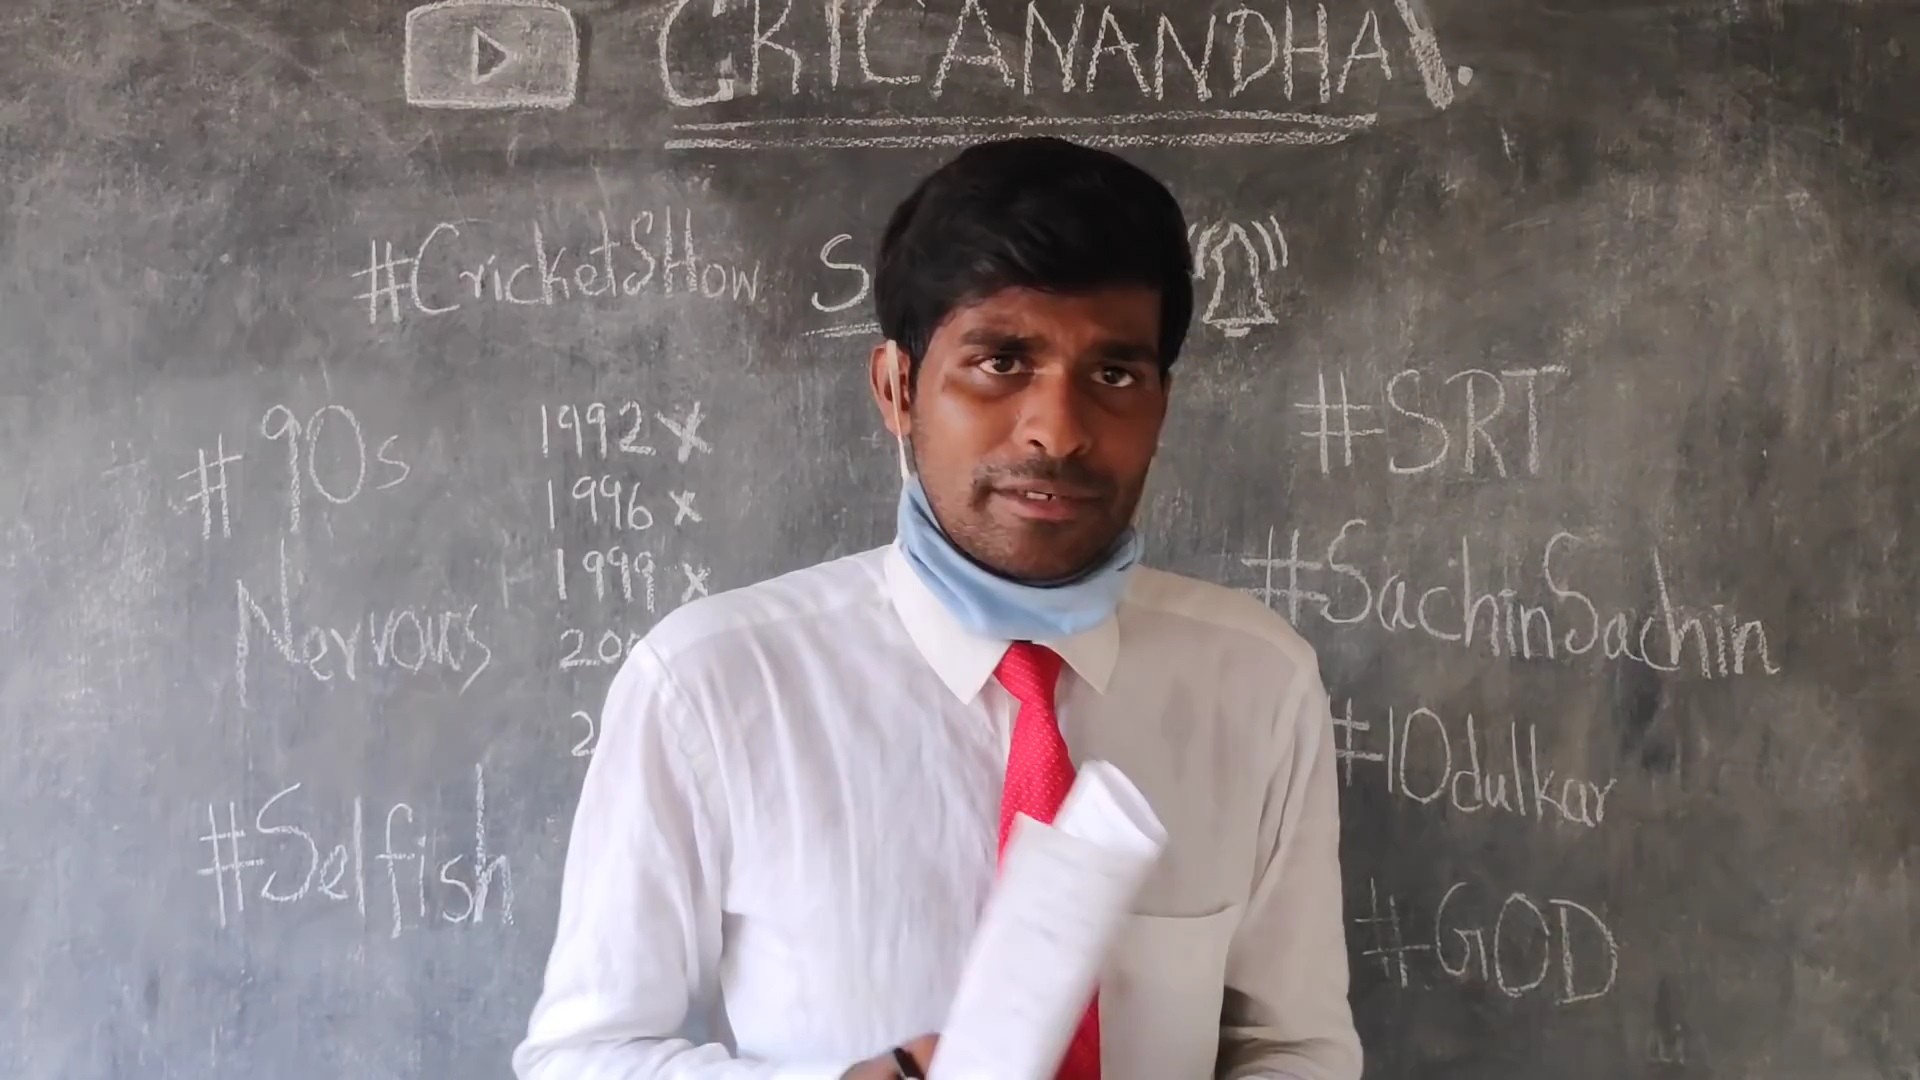 CRICANANDHA.
#CricketSHow
#90s
Nervous
#Selfish
1992 x
1996 x
1999 x
#SRT
#SachinSachin
#10dulkar
#GOD